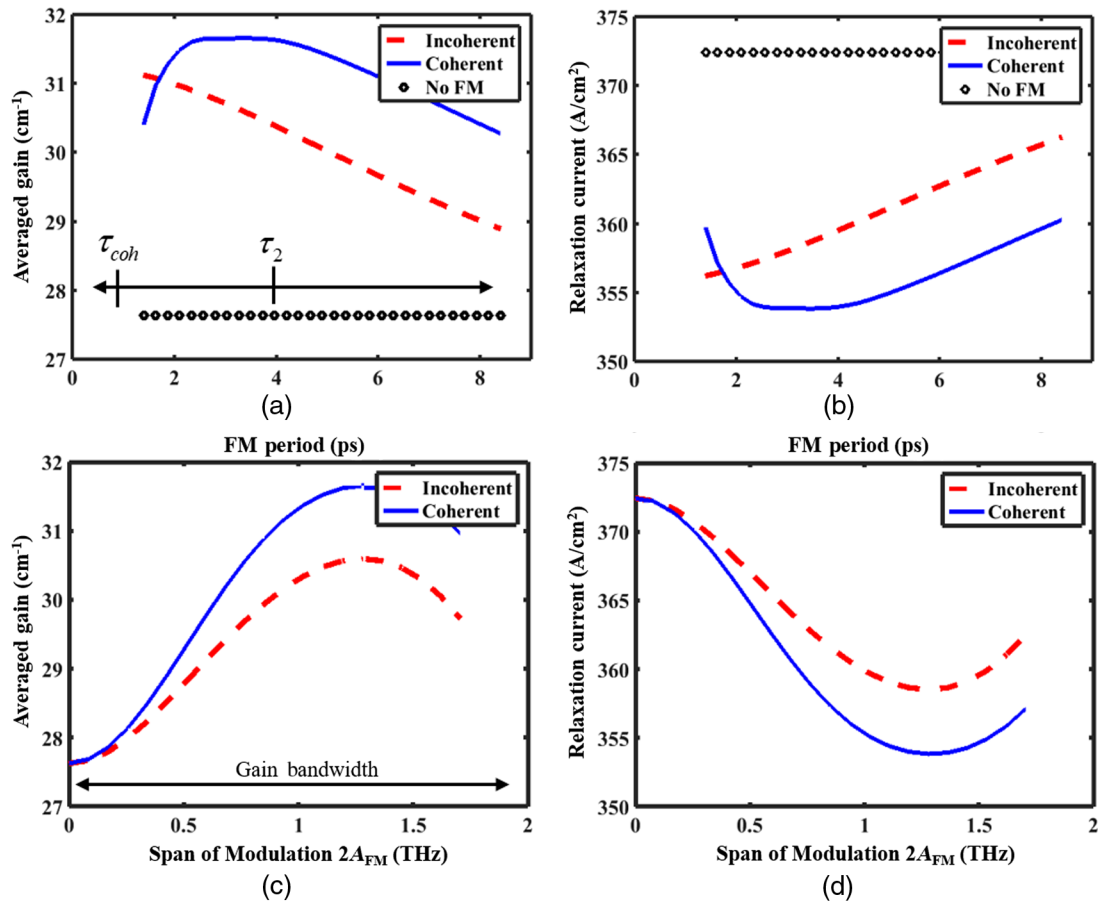 32
31
30
29
28
27
Averaged gain (cm⁻¹)
Incoherent
Coherent
No FM
τcoh
τ2
0 2 4 6 8
(a)
FM period (ps)
375
370
365
360
355
350
Relaxation current (A/cm²)
Incoherent
Coherent
No FM
0 2 4 6 8
(b)
FM period (ps)
32
31
30
29
28
27
Averaged gain (cm⁻¹)
Incoherent
Coherent
Gain bandwidth
0 0.5 1 1.5 2
Span of Modulation 2AFM (THz)
(c)
375
370
365
360
355
350
Relaxation current (A/cm²)
Incoherent
Coherent
0 0.5 1 1.5 2
Span of Modulation 2AFM (THz)
(d)